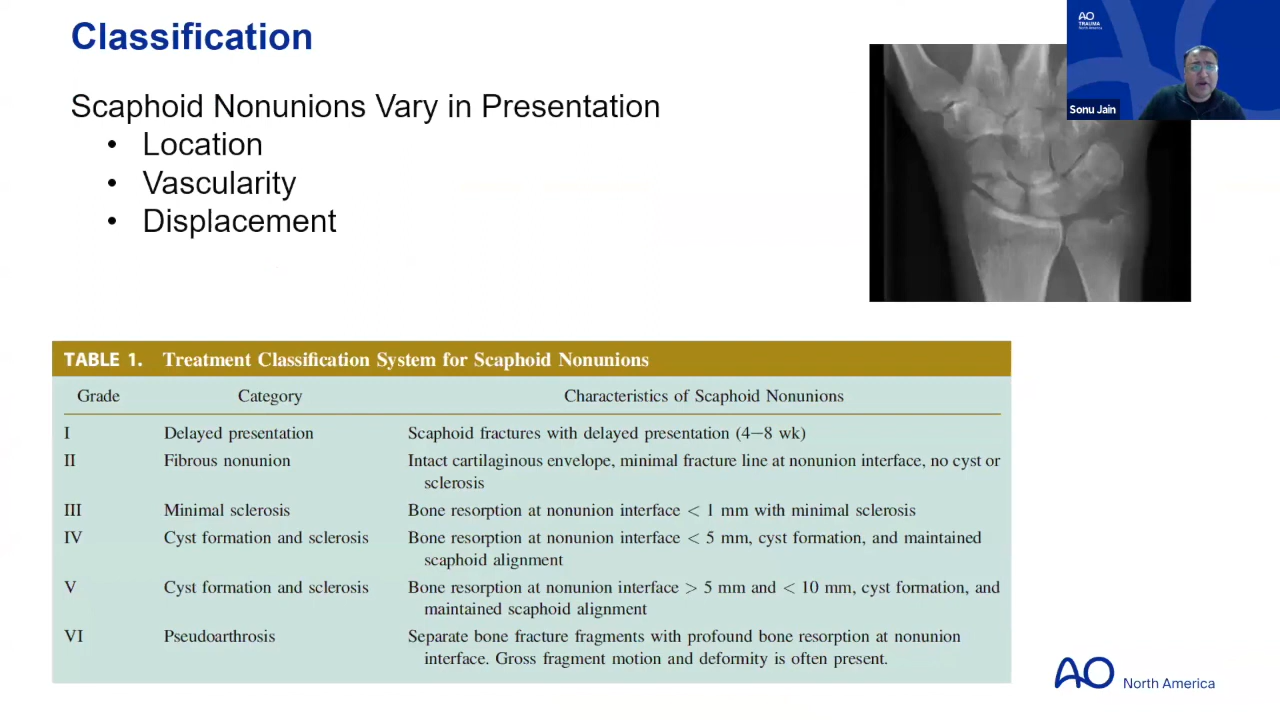 Classification
AO
TRAUMA
North America
Sonu Jain
Scaphoid Nonunions Vary in Presentation
• Location
• Vascularity
• Displacement
TABLE 1. Treatment Classification System for Scaphoid Nonunions
Grade Category Characteristics of Scaphoid Nonunions
I Delayed presentation Scaphoid fractures with delayed presentation (4–8 wk)
II Fibrous nonunion Intact cartilaginous envelope, minimal fracture line at nonunion interface, no cyst or
sclerosis
III Minimal sclerosis Bone resorption at nonunion interface < 1 mm with minimal sclerosis
IV Cyst formation and sclerosis Bone resorption at nonunion interface < 5 mm, cyst formation, and maintained
scaphoid alignment
V Cyst formation and sclerosis Bone resorption at nonunion interface > 5 mm and < 10 mm, cyst formation, and
maintained scaphoid alignment
VI Pseudoarthrosis Separate bone fracture fragments with profound bone resorption at nonunion
interface. Gross fragment motion and deformity is often present.
AO North America